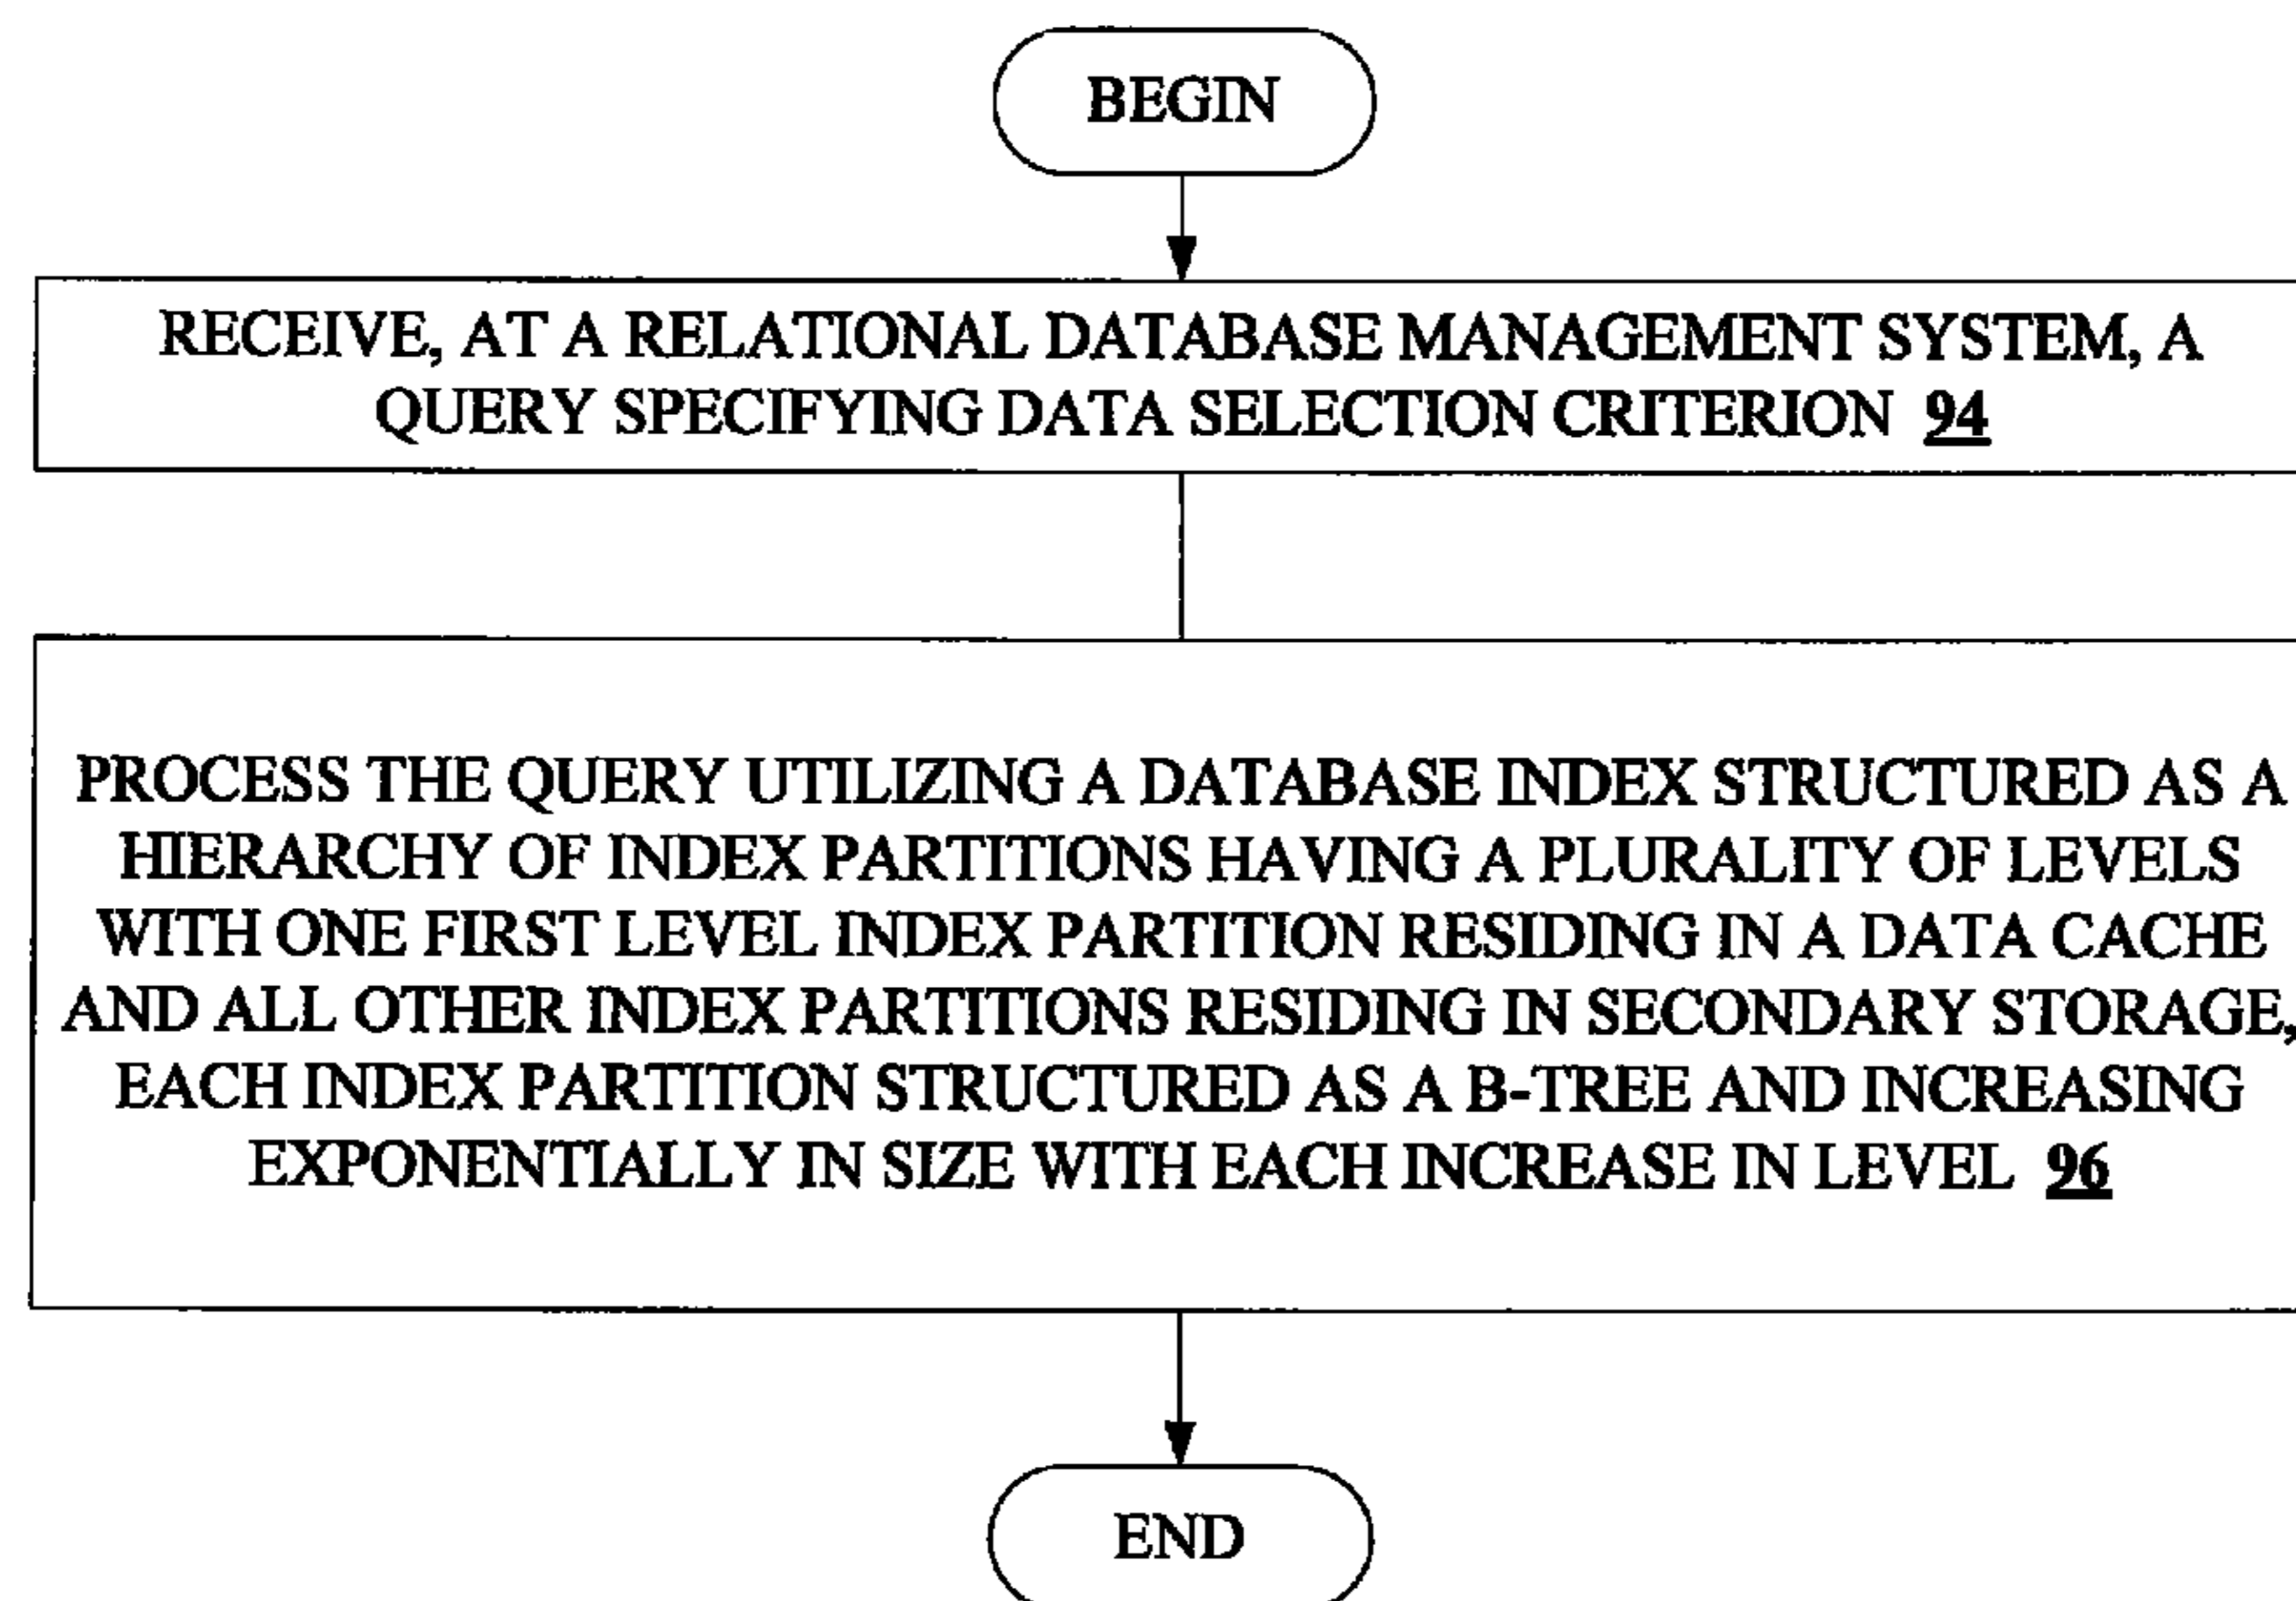 BEGIN
RECEIVE, AT A RELATIONAL DATABASE MANAGEMENT SYSTEM, A
QUERY SPECIFYING DATA SELECTION CRITERION 94
PROCESS THE QUERY UTILIZING A DATABASE INDEX STRUCTURED AS A
HIERARCHY OF INDEX PARTITIONS HAVING A PLURALITY OF LEVELS
WITH ONE FIRST LEVEL INDEX PARTITION RESIDING IN A DATA CACHE
AND ALL OTHER INDEX PARTITIONS RESIDING IN SECONDARY STORAGE,
EACH INDEX PARTITION STRUCTURED AS A B-TREE AND INCREASING
EXPONENTIALLY IN SIZE WITH EACH INCREASE IN LEVEL 96
END